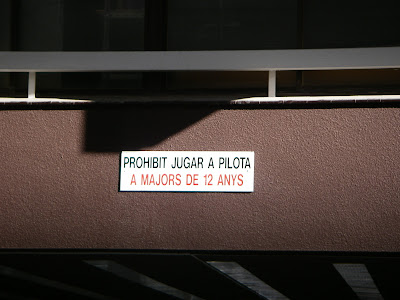 PROHIBIT JUGAR A PILOTA
A MAJORS DE 12 ANYS